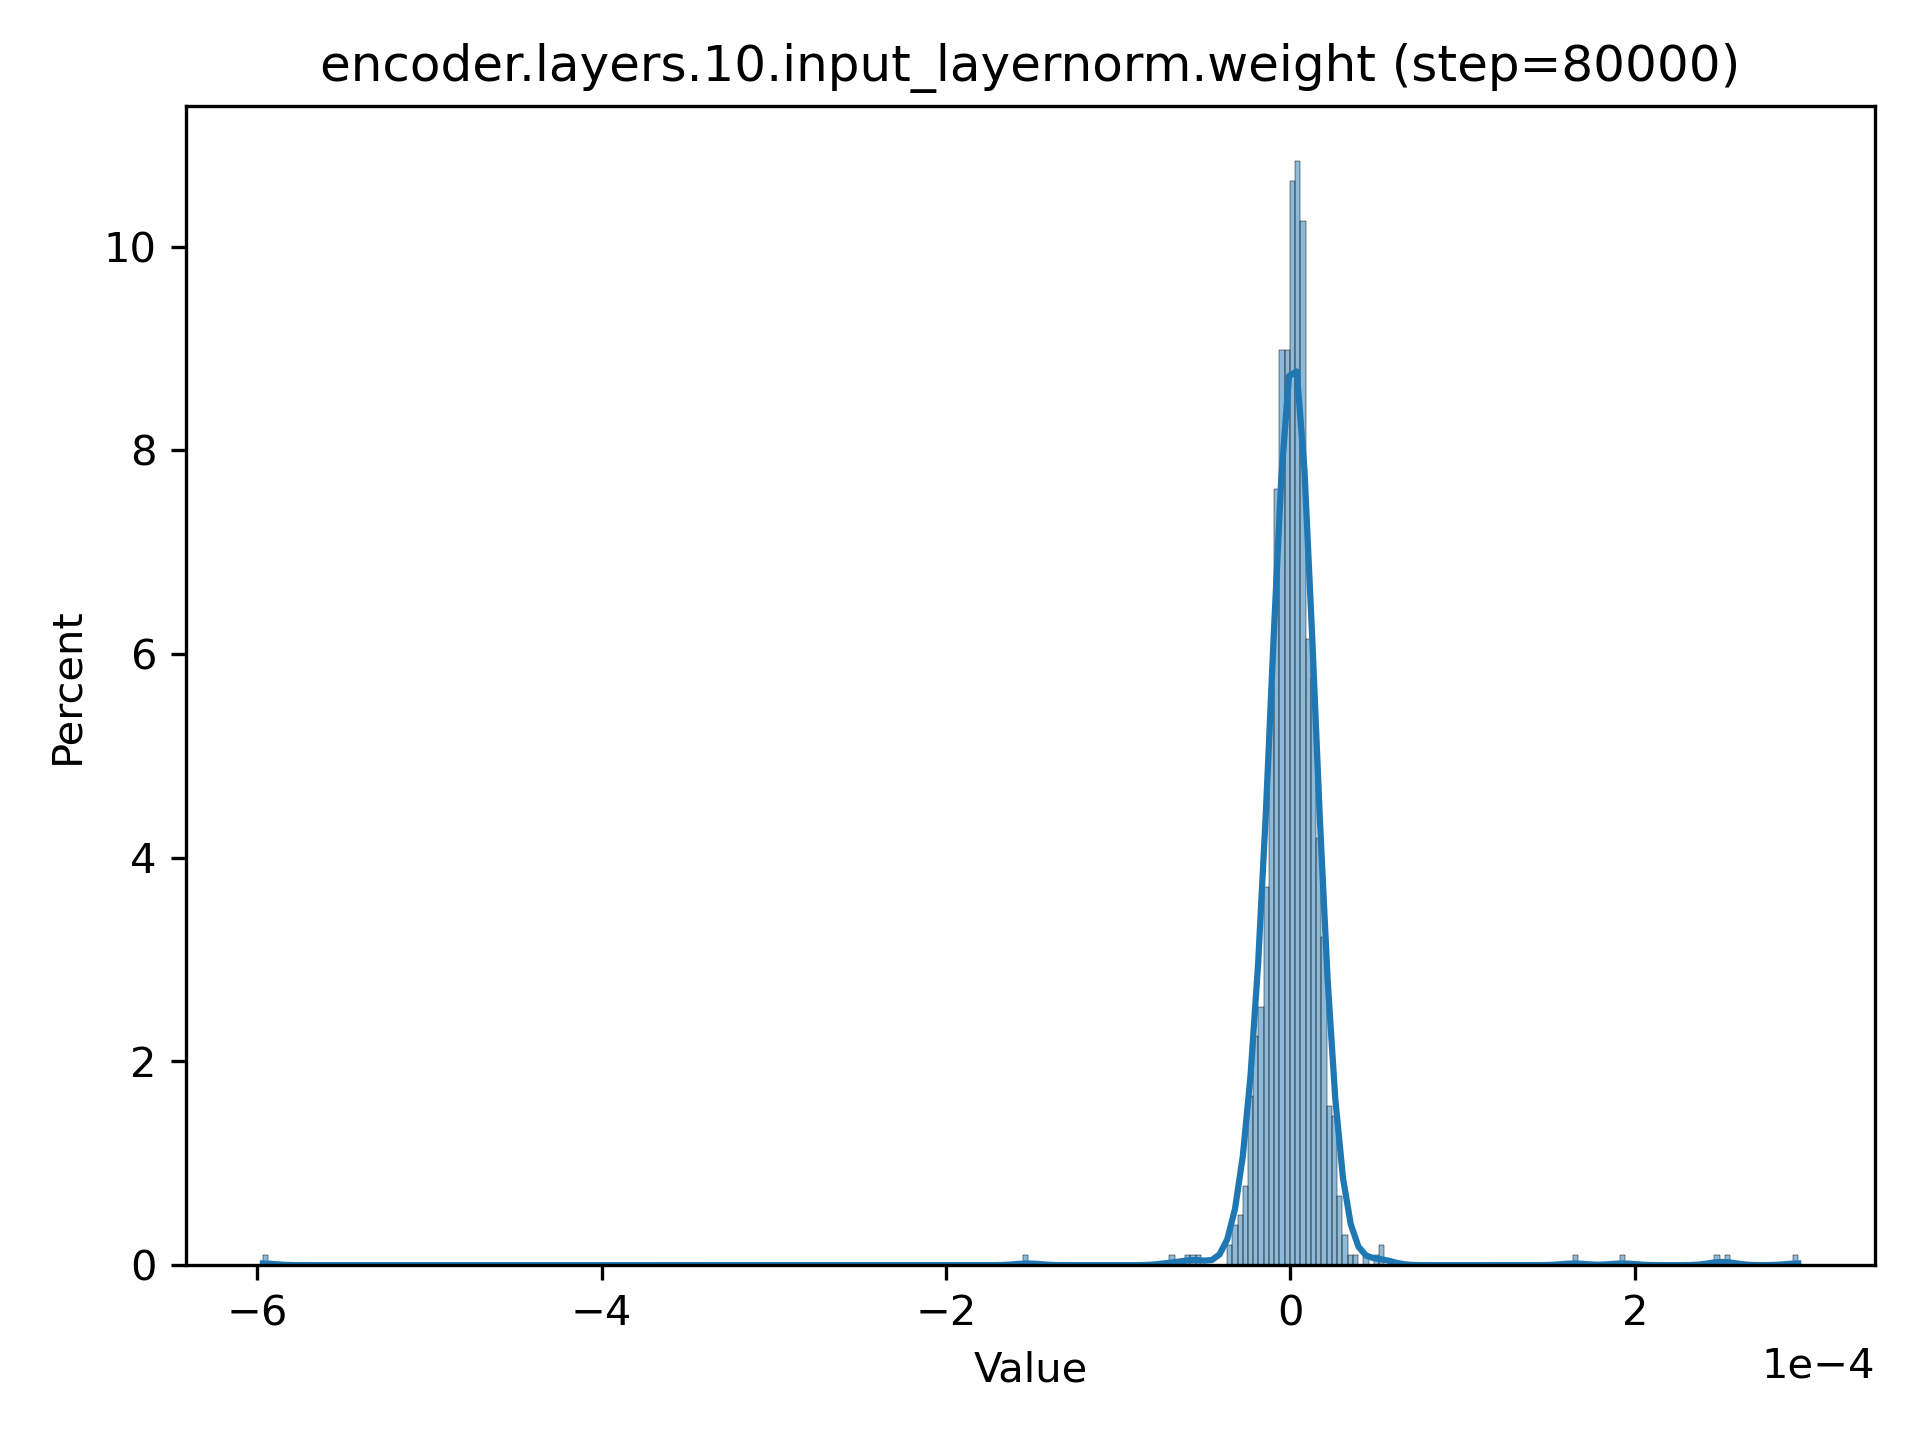 encoder.layers.10.input_layernorm.weight (step=80000)
Percent
10
8
6
4
2
0
−6
−4
−2
0
2
1e−4
Value